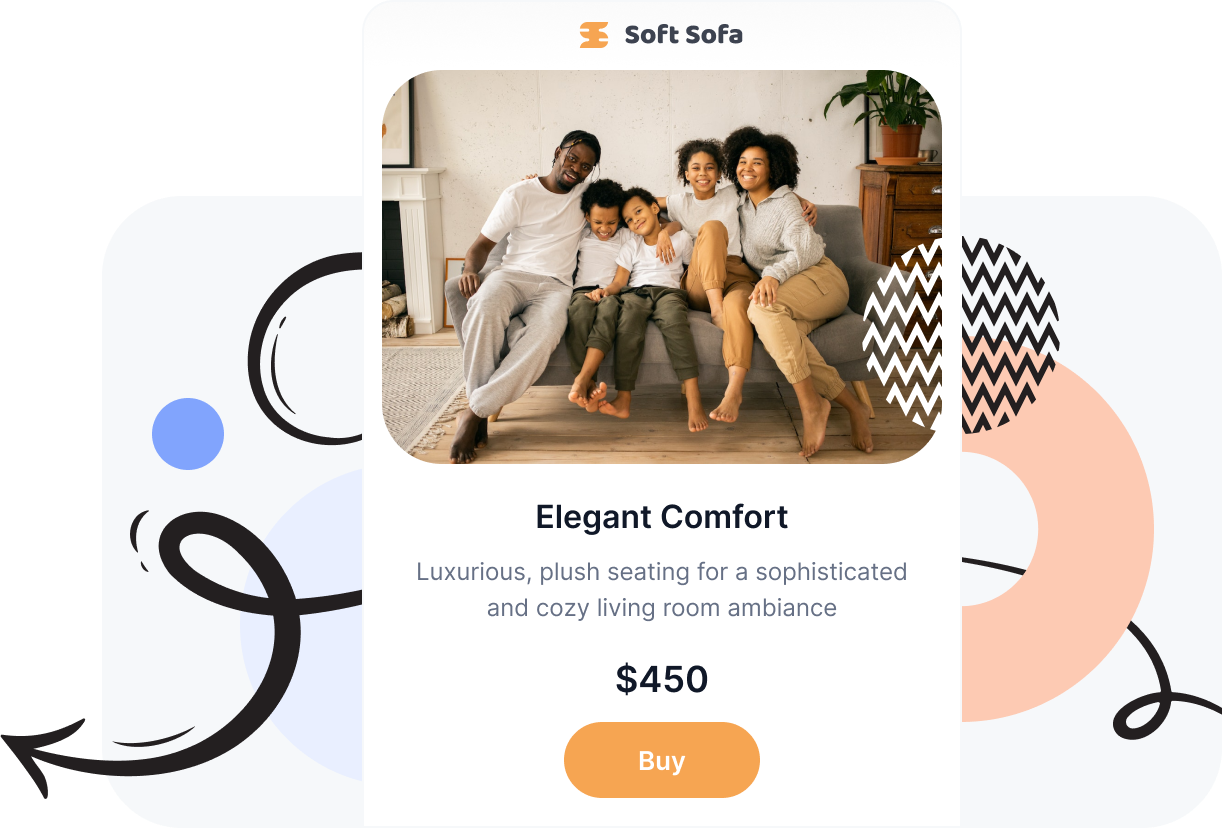 Soft Sofa
Elegant Comfort
Luxurious, plush seating for a sophisticated
and cozy living room ambiance
$450
Buy